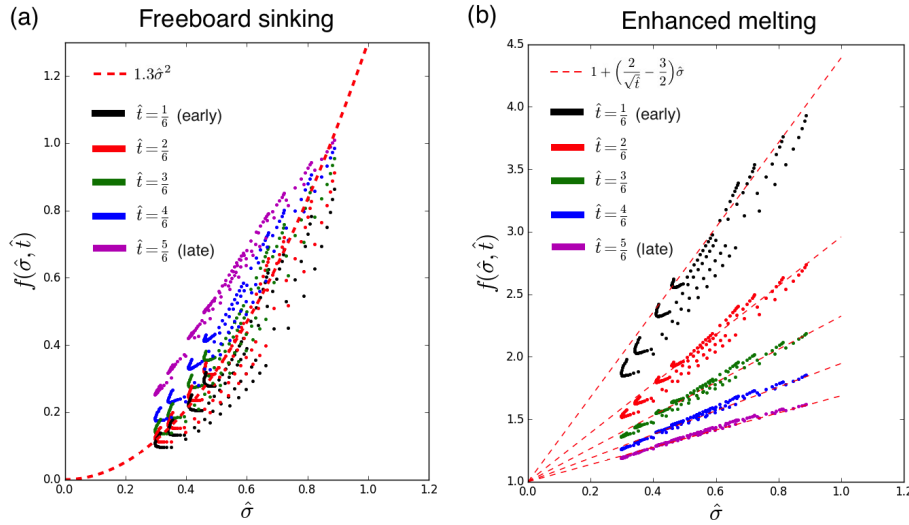 (a) Freeboard sinking
1.3σ̂²
t̂ = 1/6 (early)
t̂ = 2/6
t̂ = 3/6
t̂ = 4/6
t̂ = 5/6 (late)
f(σ̂, t̂)
1.2
1.0
0.8
0.6
0.4
0.2
0.0
0.0 0.2 0.4 0.6 0.8 1.0 1.2
σ̂
(b) Enhanced melting
1 + (2/√t̂ − 3/2)σ̂
t̂ = 1/6 (early)
t̂ = 2/6
t̂ = 3/6
t̂ = 4/6
t̂ = 5/6 (late)
f(σ̂, t̂)
4.5
4.0
3.5
3.0
2.5
2.0
1.5
1.0
0.0 0.2 0.4 0.6 0.8 1.0 1.2
σ̂